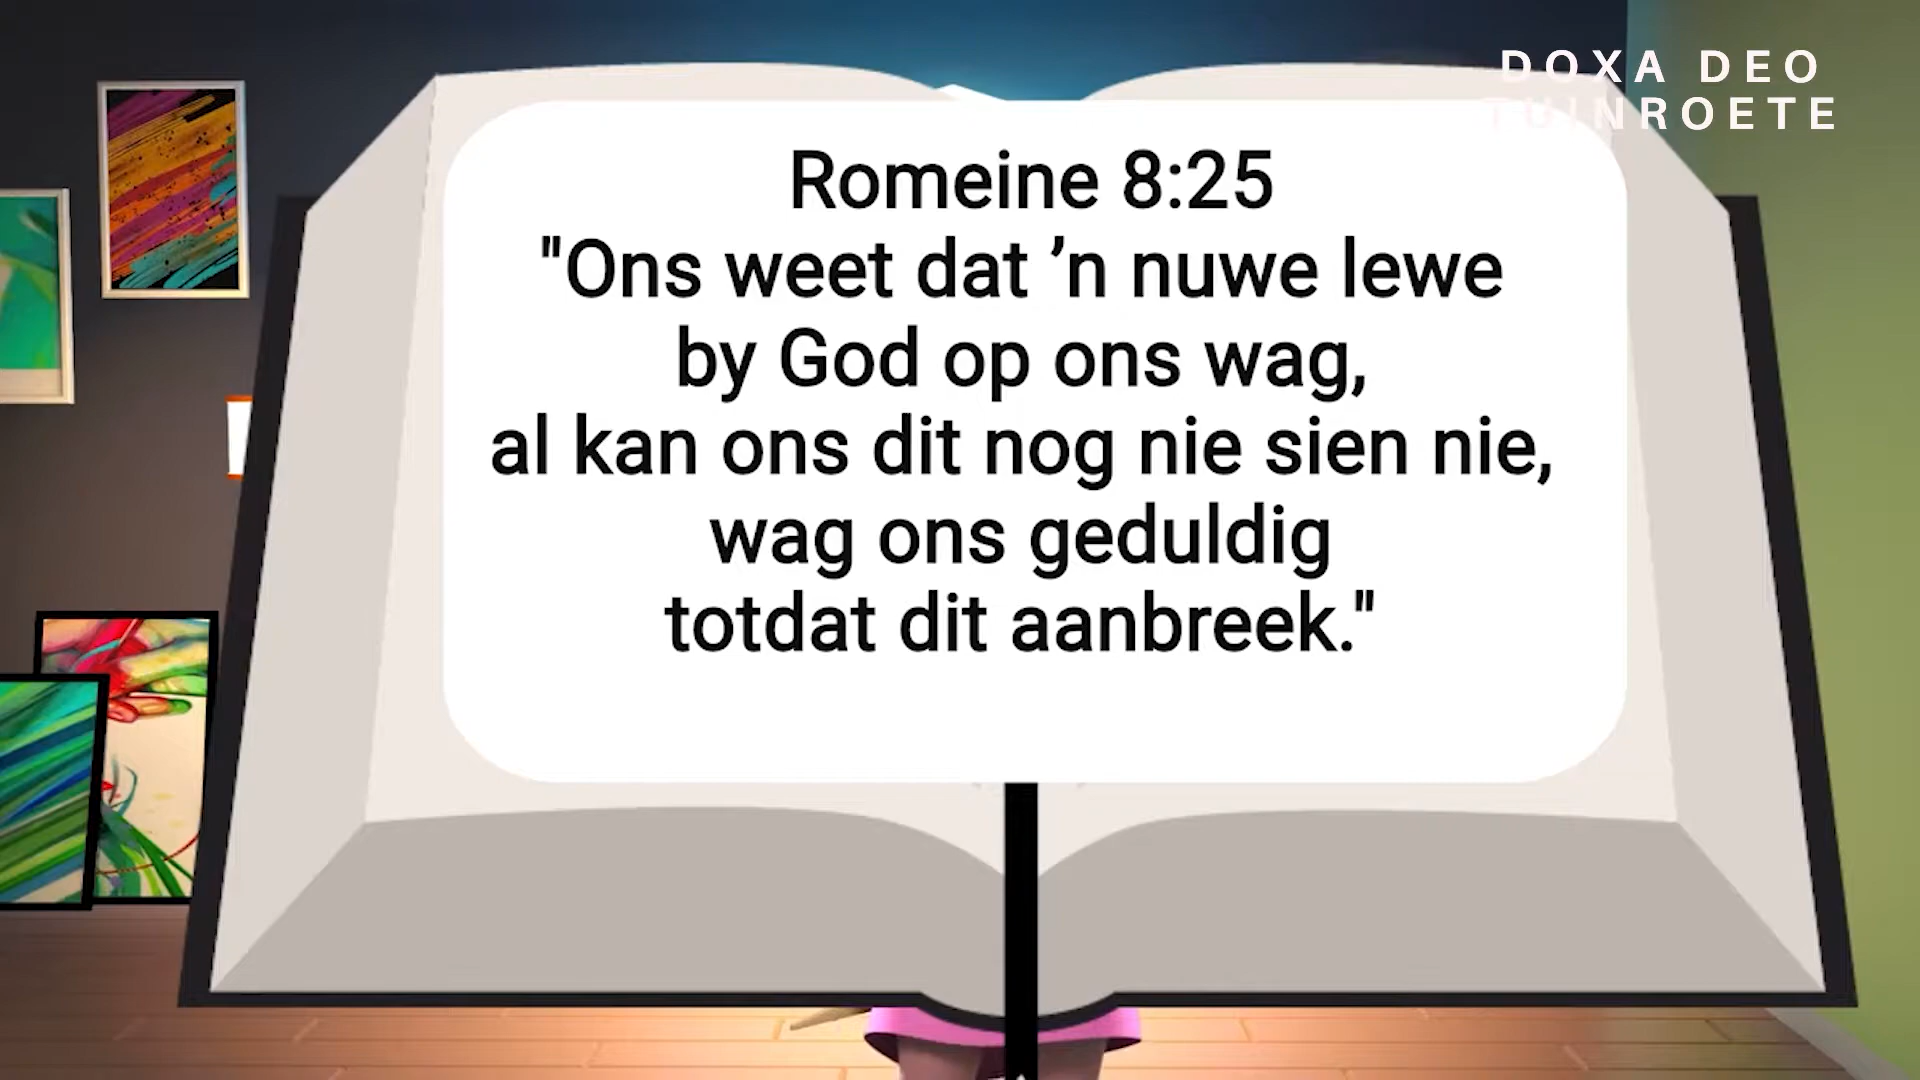 DOXA DEO
TUINROETE
Romeine 8:25
"Ons weet dat ’n nuwe lewe
by God op ons wag,
al kan ons dit nog nie sien nie,
wag ons geduldig
totdat dit aanbreek."